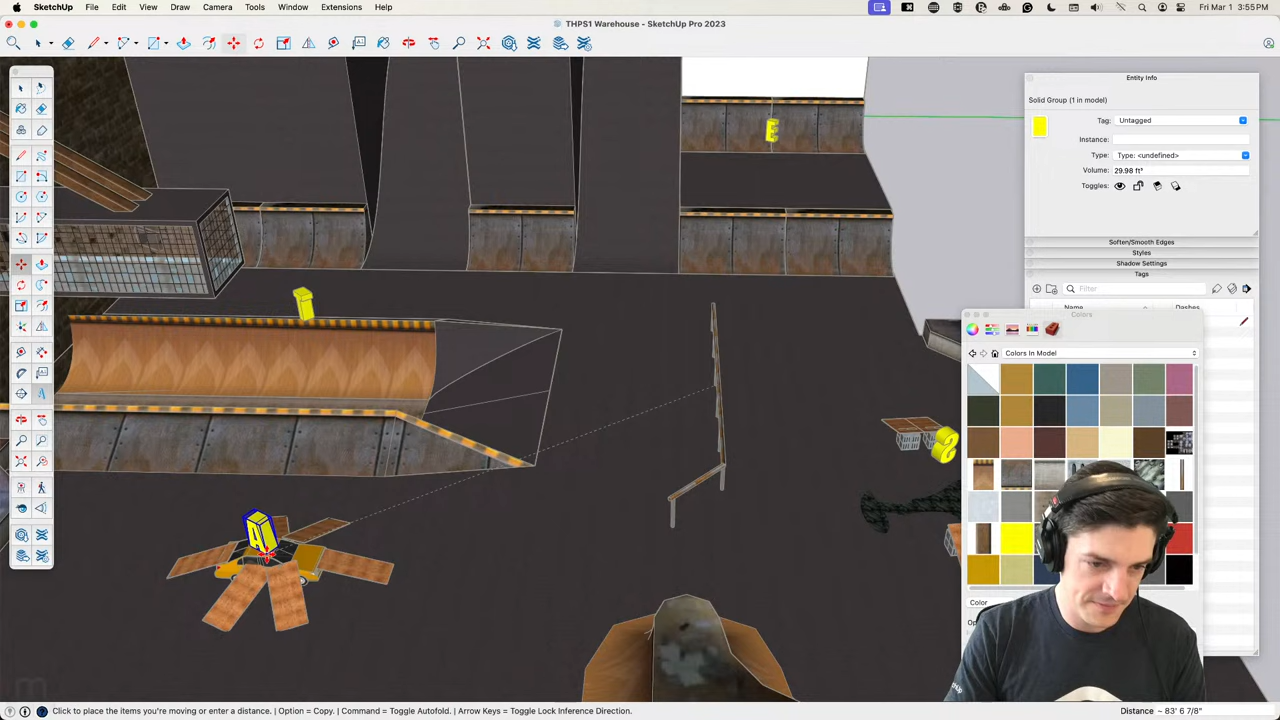 SketchUp File Edit View Draw Camera Tools Window Extensions Help
Fri Mar 1 3:55 PM
THPS1 Warehouse - SketchUp Pro 2023
Entity Info
Solid Group (1 in model)
Tag: Untagged
Instance:
Type: Type: <undefined>
Volume: 29.98 ft³
Toggles:
Soften/Smooth Edges
Styles
Shadow Settings
Tags
Filter
Name Dashes
Colors
Colors In Model
E
S
A
Color
Click to place the items you're moving or enter a distance. | Option = Copy. | Command = Toggle Autofold. | Arrow Keys = Toggle Lock Inference Direction.
Distance ~ 83' 6 7/8"